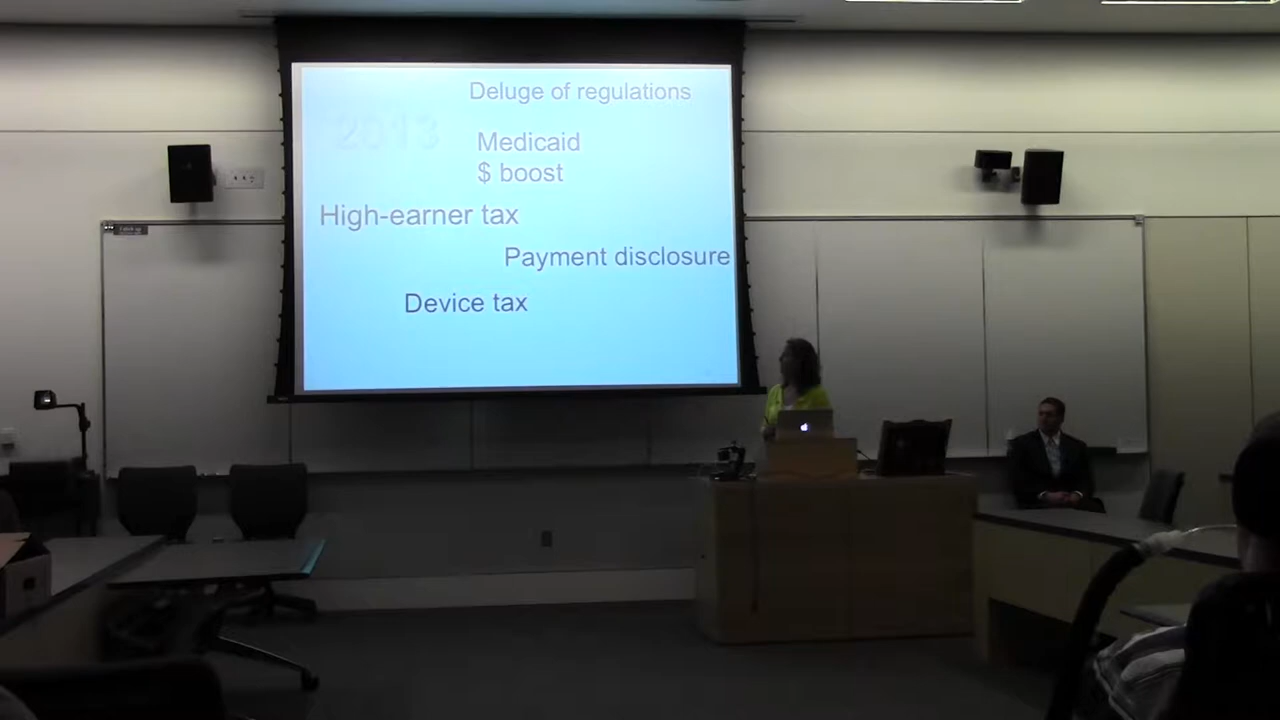 Deluge of regulations
2013
Medicaid
$ boost
High-earner tax
Payment disclosure
Device tax